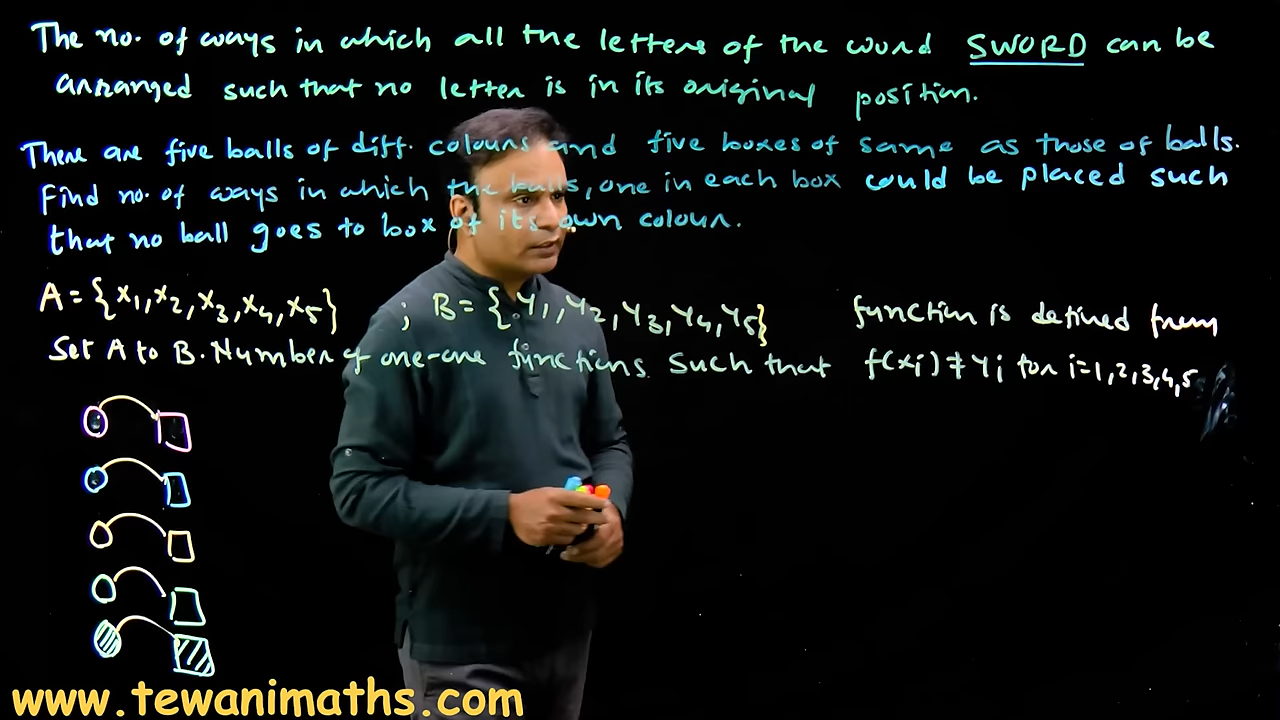 The no. of ways in which all the letters of the word SWORD can be
arranged such that no letter is in its original position.
There are five balls of diff. colours and five boxes of same as those of balls.
Find no. of ways in which the balls, one in each box could be placed such
that no ball goes to box of its own colour.
A = {x₁, x₂, x₃, x₄, x₅} ; B = {y₁, y₂, y₃, y₄, y₅} function is defined from
Set A to B. Number of one-one functions such that f(xᵢ) ≠ yᵢ for i=1,2,3,4,5
www.tewanimaths.com